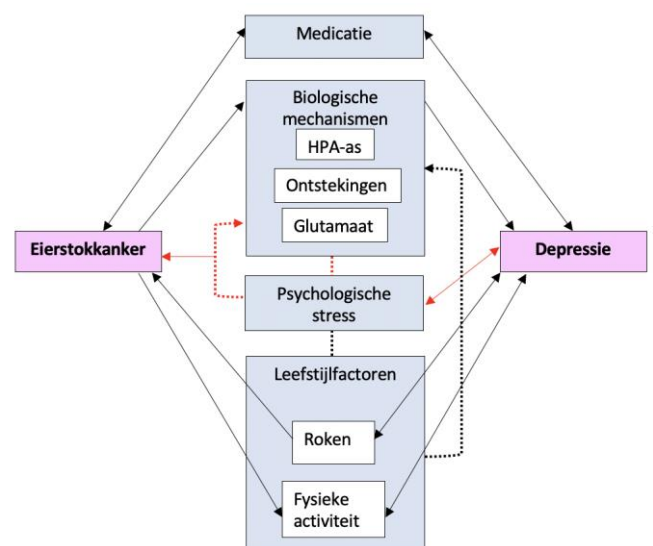 Medicatie
Biologische
mechanismen
HPA-as
Ontstekingen
Glutamaat
Eierstokkanker
Depressie
Psychologische
stress
Leefstijlfactoren
Roken
Fysieke
activiteit